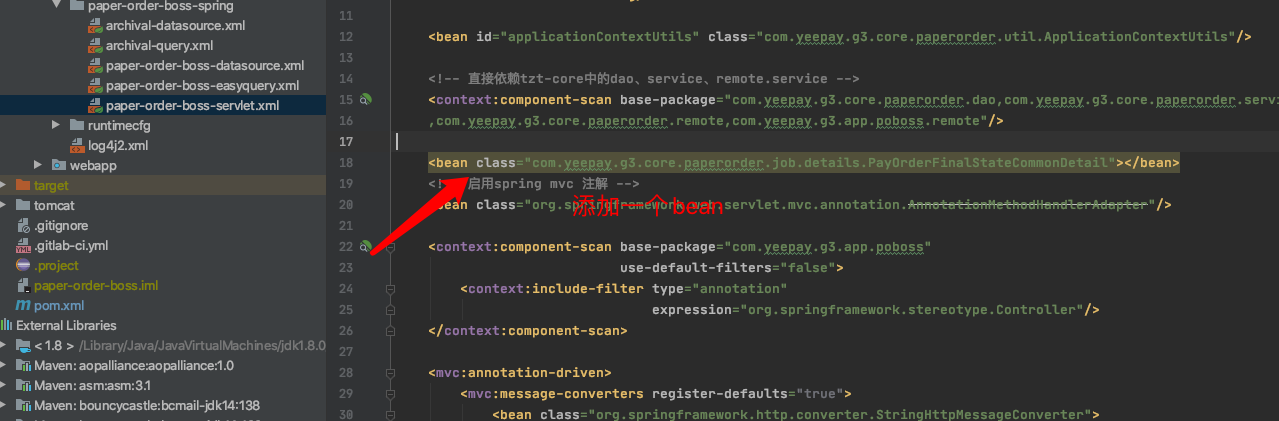 paper-order-boss-spring
archival-datasource.xml
archival-query.xml
paper-order-boss-datasource.xml
paper-order-boss-easyquery.xml
paper-order-boss-servlet.xml
runtimecfg
log4j2.xml
webapp
target
tomcat
.gitignore
.gitlab-ci.yml
.project
paper-order-boss.iml
pom.xml
External Libraries
< 1.8 > /Library/Java/JavaVirtualMachines/jdk1.8.0
Maven: aopalliance:aopalliance:1.0
Maven: asm:asm:3.1
Maven: bouncycastle:bcmail-jdk14:138
11
12 <bean id="applicationContextUtils" class="com.yeepay.g3.core.paperorder.util.ApplicationContextUtils"/>
13
14 <!-- 直接依赖tzt-core中的dao、service、remote.service -->
15 <context:component-scan base-package="com.yeepay.g3.core.paperorder.dao,com.yeepay.g3.core.paperorder.serv
16 ,com.yeepay.g3.core.paperorder.remote,com.yeepay.g3.app.poboss.remote"/>
17
18 <bean class="com.yeepay.g3.core.paperorder.job.details.PayOrderFinalStateCommonDetail"></bean>
19 启用spring mvc 注解 -->
添加一个 bean
20 bean class="org.springframework.web.servlet.mvc.annotation.AnnotationMethodHandlerAdapter"/>
21
22 <context:component-scan base-package="com.yeepay.g3.app.poboss"
23 use-default-filters="false">
24 <context:include-filter type="annotation"
25 expression="org.springframework.stereotype.Controller"/>
26 </context:component-scan>
27
28 <mvc:annotation-driven>
29 <mvc:message-converters register-defaults="true">
30 <bean class="org.springframework.http.converter.StringHttpMessageConverter">